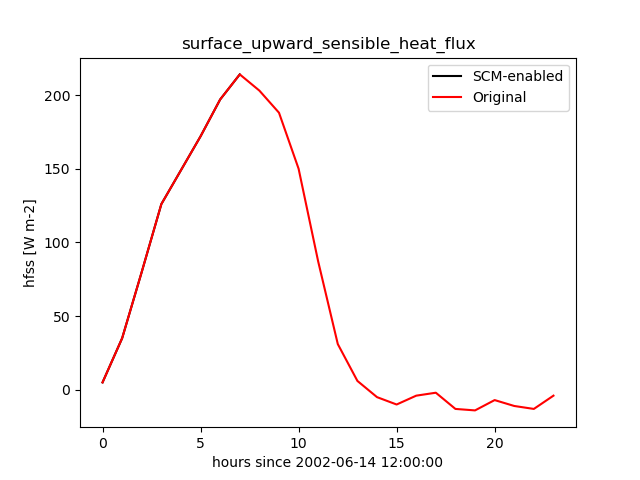 surface_upward_sensible_heat_flux
SCM-enabled
Original
hfss [W m-2]
200
150
100
50
0
0 5 10 15 20
hours since 2002-06-14 12:00:00